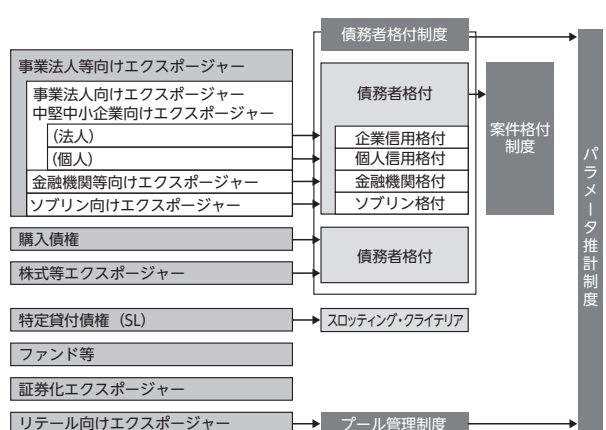 債務者格付制度
事業法人等向けエクスポージャー
事業法人向けエクスポージャー
中堅中小企業向けエクスポージャー
(法人)
(個人)
金融機関等向けエクスポージャー
ソブリン向けエクスポージャー
債務者格付
企業信用格付
個人信用格付
金融機関格付
ソブリン格付
案件格付
制度
パラメータ推計制度
購入債権
株式等エクスポージャー
債務者格付
特定貸付債権（SL）
スロッティング・クライテリア
ファンド等
証券化エクスポージャー
リテール向けエクスポージャー
プール管理制度